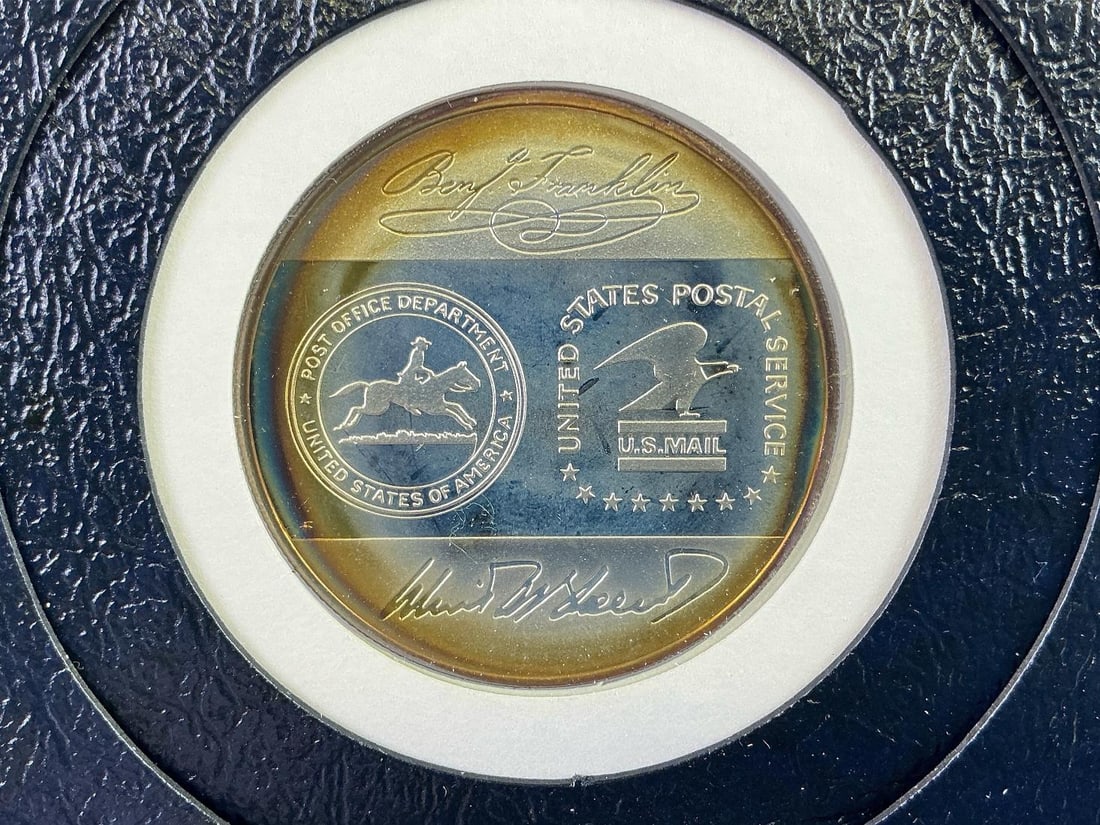 Benj. Franklin
POST OFFICE DEPARTMENT
UNITED STATES OF AMERICA
UNITED STATES POSTAL SERVICE
U.S.MAIL